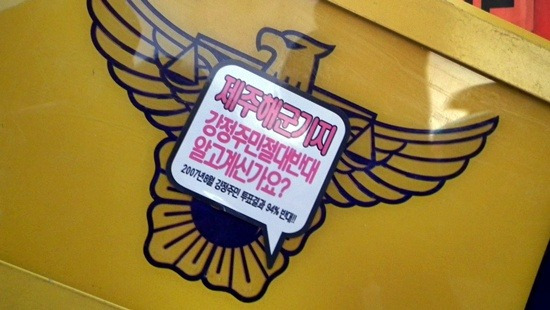 제주해군기지
강정주민절대반대
알고계신가요?
2007년8월 강정주민 투표결과 94% 반대!!